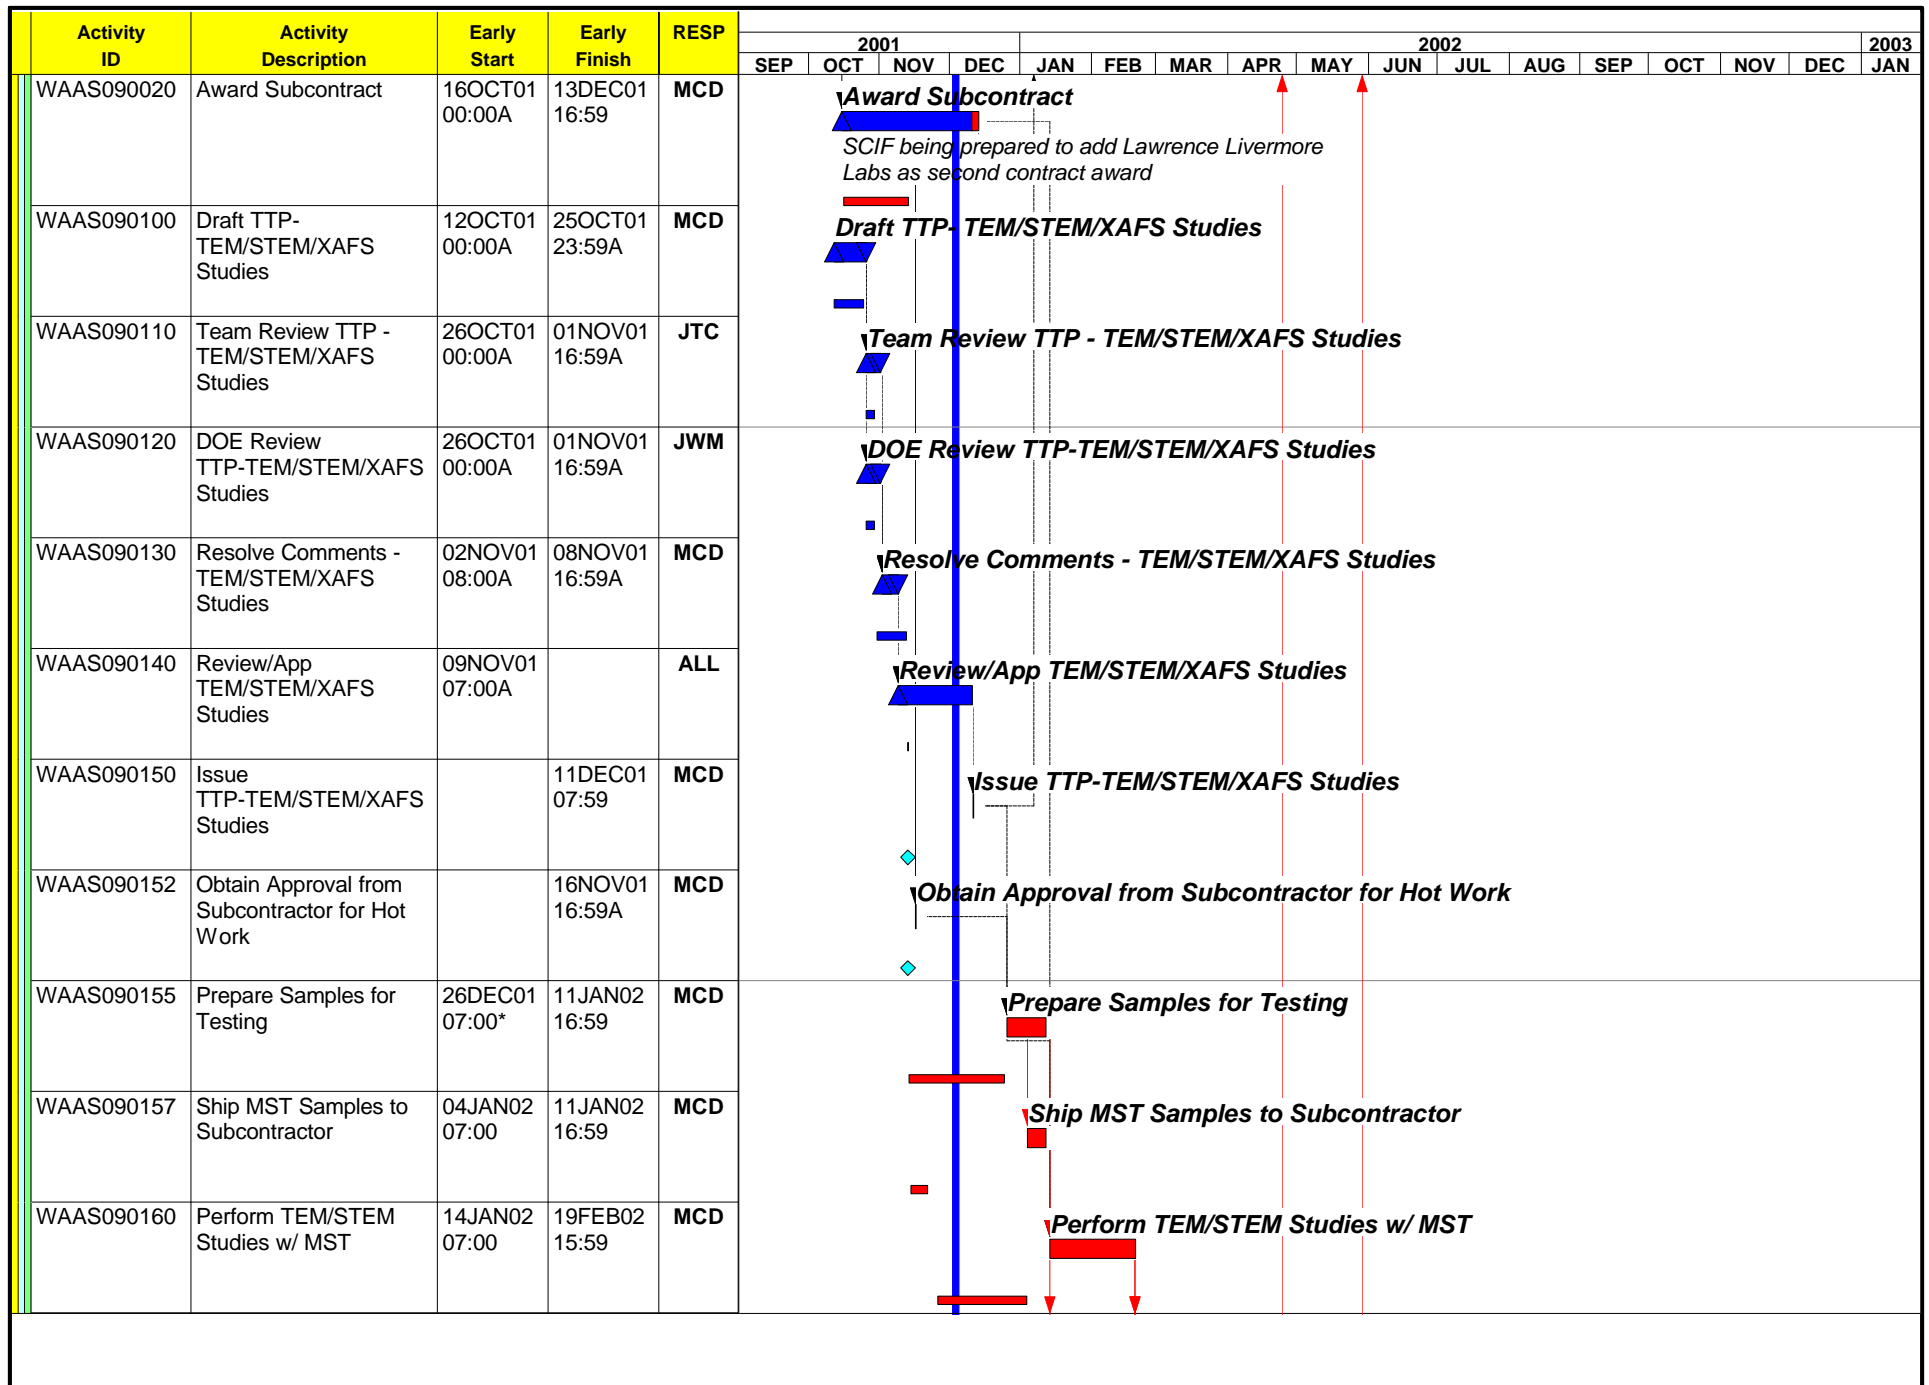 Activity ID Activity Description Early Start Early Finish RESP
2001 2002 2003
SEP OCT NOV DEC JAN FEB MAR APR MAY JUN JUL AUG SEP OCT NOV DEC JAN
WAAS090020 Award Subcontract 16OCT01 13DEC01 MCD
00:00A 16:59
Award Subcontract
SCIF being prepared to add Lawrence Livermore
Labs as second contract award
WAAS090100 Draft TTP- 12OCT01 25OCT01 MCD
TEM/STEM/XAFS 00:00A 23:59A
Studies
Draft TTP- TEM/STEM/XAFS Studies
WAAS090110 Team Review TTP - 26OCT01 01NOV01 JTC
TEM/STEM/XAFS 00:00A 16:59A
Studies
Team Review TTP - TEM/STEM/XAFS Studies
WAAS090120 DOE Review 26OCT01 01NOV01 JWM
TTP-TEM/STEM/XAFS 00:00A 16:59A
Studies
DOE Review TTP-TEM/STEM/XAFS Studies
WAAS090130 Resolve Comments - 02NOV01 08NOV01 MCD
TEM/STEM/XAFS 08:00A 16:59A
Studies
Resolve Comments - TEM/STEM/XAFS Studies
WAAS090140 Review/App 09NOV01 ALL
TEM/STEM/XAFS 07:00A
Studies
Review/App TEM/STEM/XAFS Studies
WAAS090150 Issue 11DEC01 MCD
TTP-TEM/STEM/XAFS 07:59
Studies
Issue TTP-TEM/STEM/XAFS Studies
WAAS090152 Obtain Approval from 16NOV01 MCD
Subcontractor for Hot 16:59A
Work
Obtain Approval from Subcontractor for Hot Work
WAAS090155 Prepare Samples for 26DEC01 11JAN02 MCD
Testing 07:00* 16:59
Prepare Samples for Testing
WAAS090157 Ship MST Samples to 04JAN02 11JAN02 MCD
Subcontractor 07:00 16:59
Ship MST Samples to Subcontractor
WAAS090160 Perform TEM/STEM 14JAN02 19FEB02 MCD
Studies w/ MST 07:00 15:59
Perform TEM/STEM Studies w/ MST